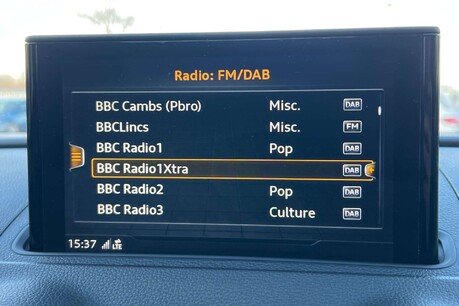 Radio: FM/DAB
BBC Cambs (Pbro) Misc. DAB
BBCLincs Misc. FM
BBC Radio1 Pop DAB
BBC Radio1Xtra DAB
BBC Radio2 Pop DAB
BBC Radio3 Culture DAB
15:37 LTE